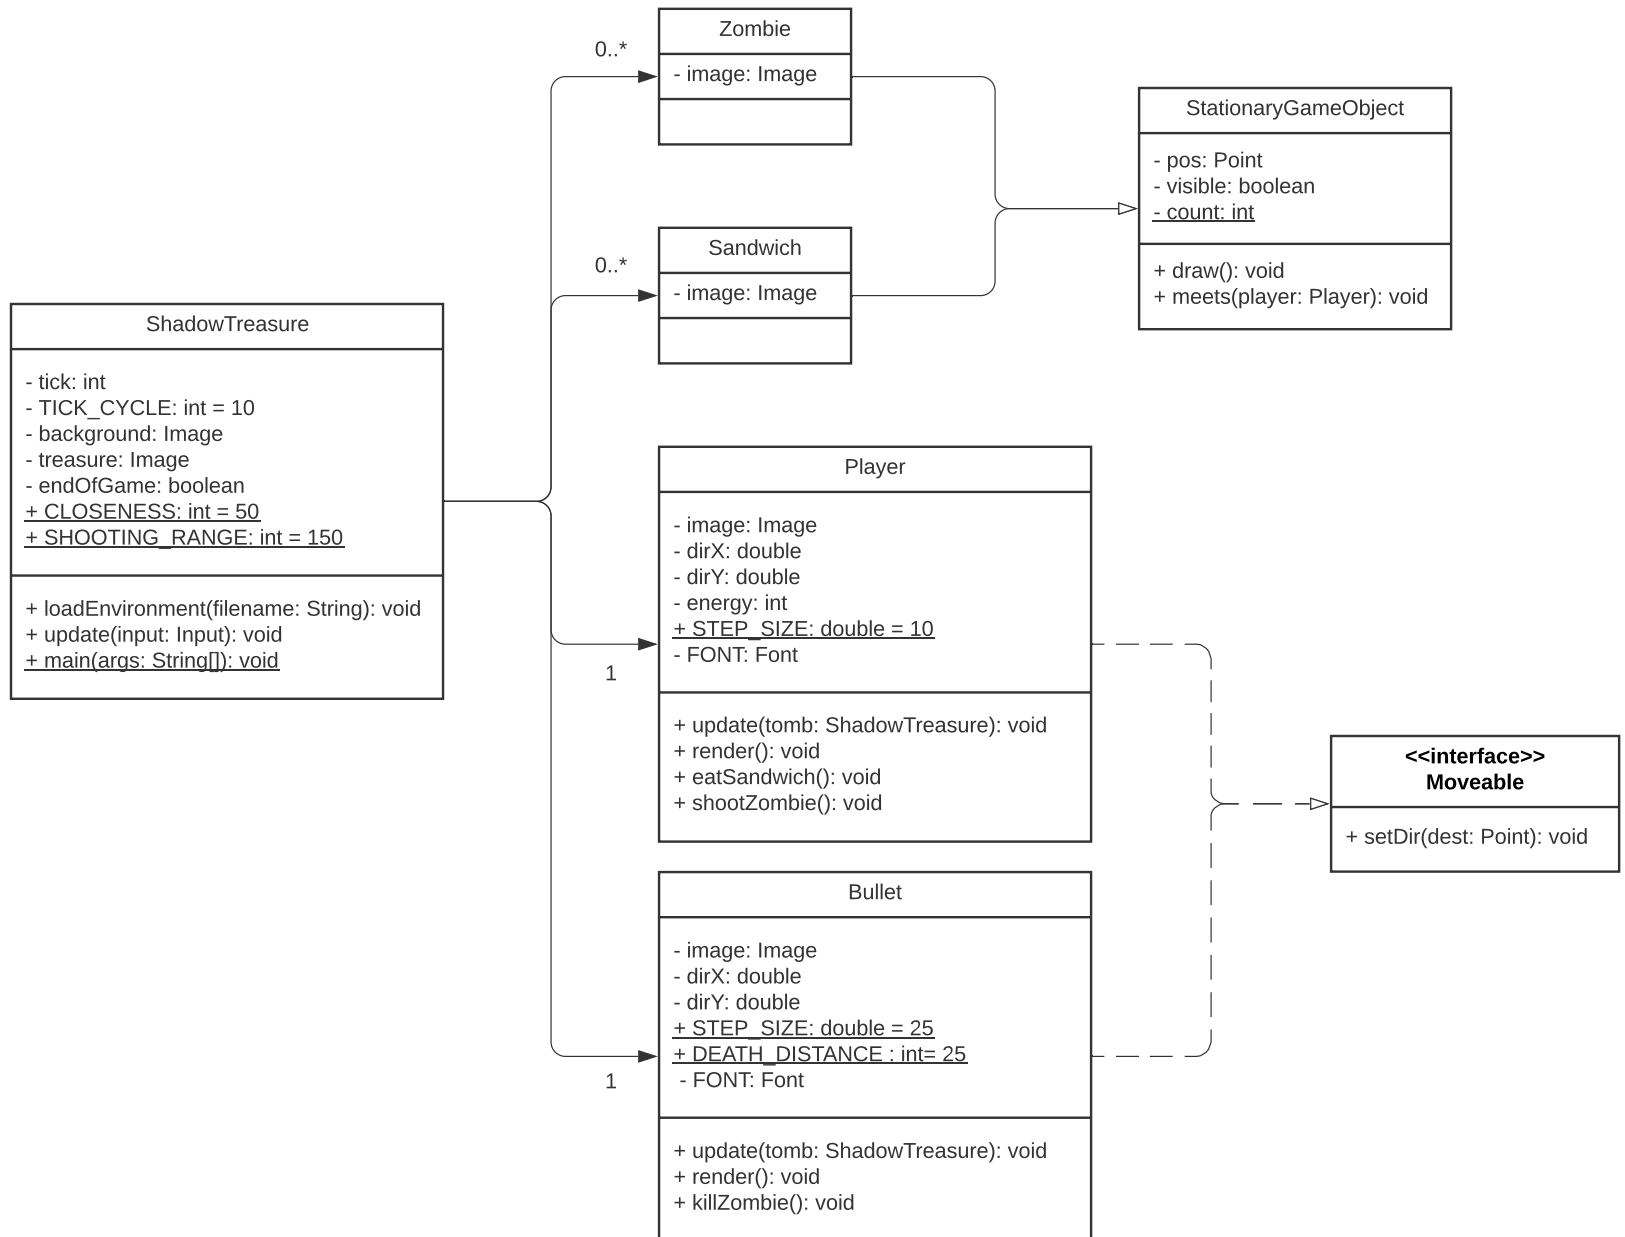 Zombie
- image: Image
0..*
StationaryGameObject
- pos: Point
- visible: boolean
- count: int
+ draw(): void
+ meets(player: Player): void
Sandwich
- image: Image
0..*
ShadowTreasure
- tick: int
- TICK_CYCLE: int = 10
- background: Image
- treasure: Image
- endOfGame: boolean
+ CLOSENESS: int = 50
+ SHOOTING_RANGE: int = 150
+ loadEnvironment(filename: String): void
+ update(input: Input): void
+ main(args: String[]): void
Player
- image: Image
- dirX: double
- dirY: double
- energy: int
+ STEP_SIZE: double = 10
- FONT: Font
+ update(tomb: ShadowTreasure): void
+ render(): void
+ eatSandwich(): void
+ shootZombie(): void
1
<<interface>>
Moveable
+ setDir(dest: Point): void
Bullet
- image: Image
- dirX: double
- dirY: double
+ STEP_SIZE: double = 25
+ DEATH_DISTANCE : int= 25
- FONT: Font
+ update(tomb: ShadowTreasure): void
+ render(): void
+ killZombie(): void
1